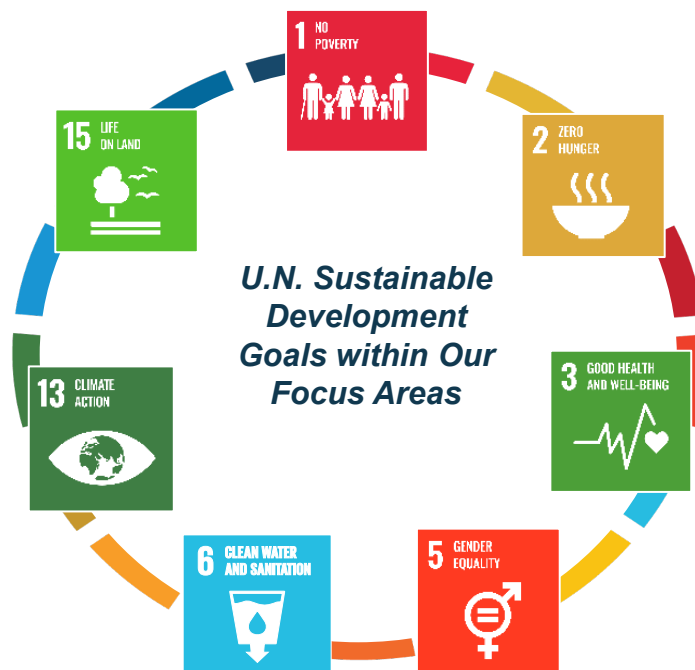 1 NO
POVERTY
2 ZERO
HUNGER
3 GOOD HEALTH
AND WELL-BEING
5 GENDER
EQUALITY
6 CLEAN WATER
AND SANITATION
13 CLIMATE
ACTION
15 LIFE
ON LAND
U.N. Sustainable
Development
Goals within Our
Focus Areas